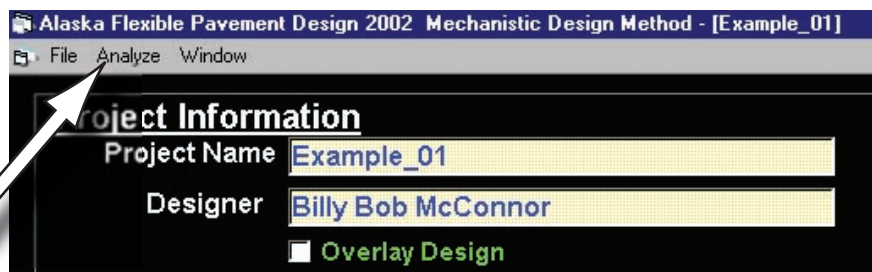 Alaska Flexible Pavement Design 2002 Mechanistic Design Method - [Example_01]
File Analyze Window
Project Information
Project Name Example_01
Designer Billy Bob McConnor
Overlay Design